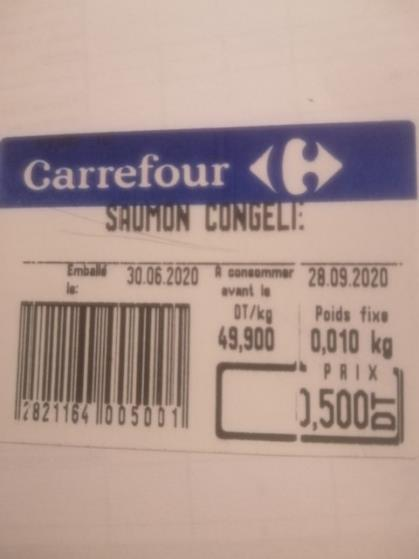 Carrefour
SAUMON CONGELE:
Emballé le: 30.06.2020
A consommer avant le 28.09.2020
DT/kg
49,900
Poids fixe
0,010 kg
PRIX
0,500 DT
2821164 005001